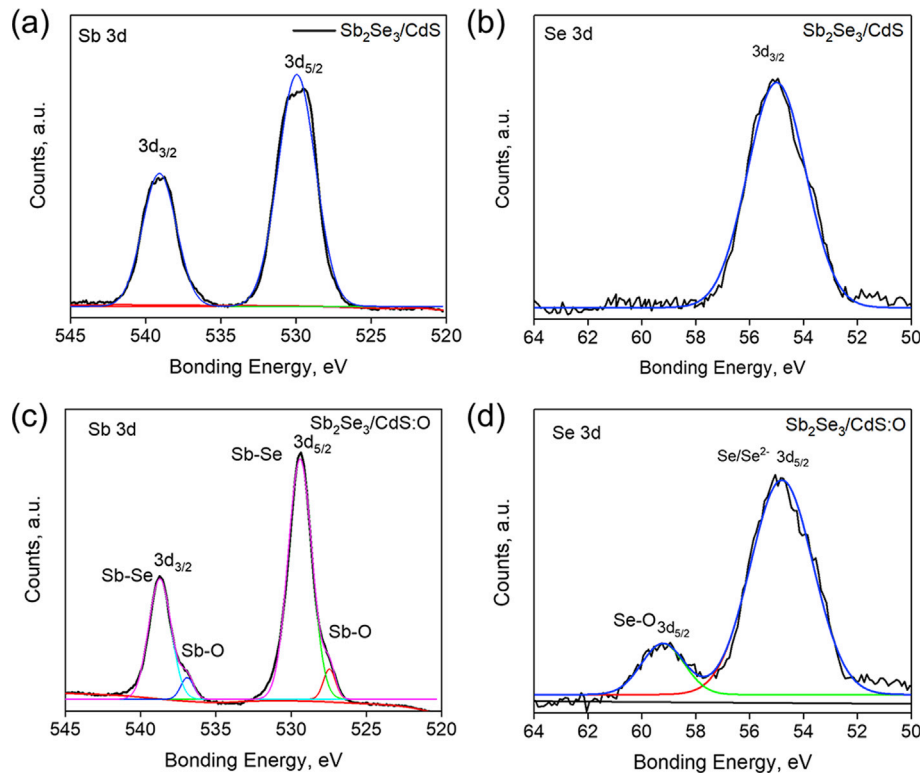 (a)
Sb 3d
Sb₂Se₃/CdS
3d₅/₂
3d₃/₂
Counts, a.u.
545 540 535 530 525 520
Bonding Energy, eV
(b)
Se 3d
Sb₂Se₃/CdS
3d₃/₂
Counts, a.u.
64 62 60 58 56 54 52 50
Bonding Energy, eV
(c)
Sb 3d
Sb₂Se₃/CdS:O
Sb-Se 3d₅/₂
3d₃/₂
Sb-Se
Sb-O
Sb-O
Counts, a.u.
545 540 535 530 525 520
Bonding Energy, eV
(d)
Se 3d
Sb₂Se₃/CdS:O
Se/Se²⁻ 3d₅/₂
Se-O 3d₅/₂
Counts, a.u.
64 62 60 58 56 54 52 50
Bonding Energy, eV